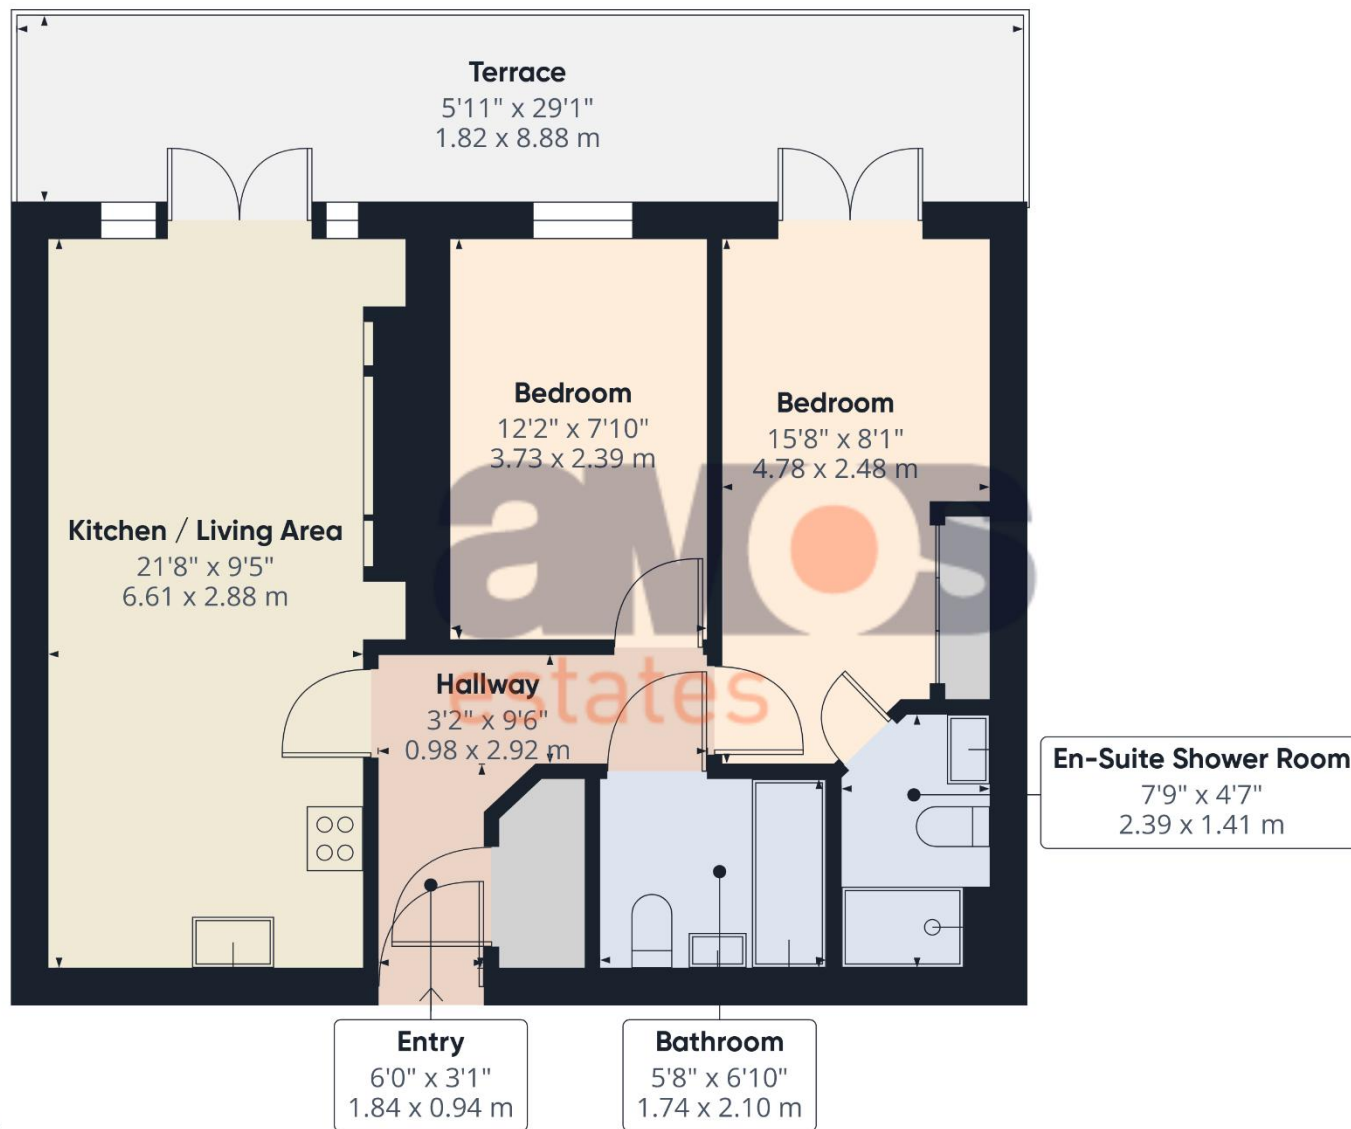 Terrace
5'11" x 29'1"
1.82 x 8.88 m
Bedroom
12'2" x 7'10"
3.73 x 2.39 m
Bedroom
15'8" x 8'1"
4.78 x 2.48 m
Kitchen / Living Area
21'8" x 9'5"
6.61 x 2.88 m
aMOs
estates
Hallway
3'2" x 9'6"
0.98 x 2.92 m
En-Suite Shower Room
7'9" x 4'7"
2.39 x 1.41 m
Entry
6'0" x 3'1"
1.84 x 0.94 m
Bathroom
5'8" x 6'10"
1.74 x 2.10 m